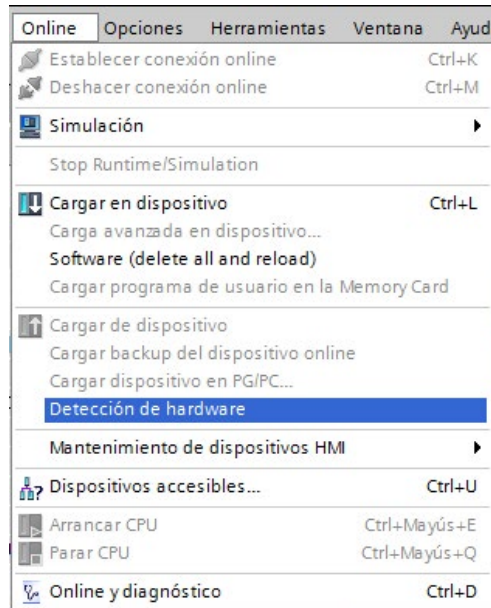 Online Opciones Herramientas Ventana Ayud
Establecer conexión online Ctrl+K
Deshacer conexión online Ctrl+M
Simulación
Stop Runtime/Simulation
Cargar en dispositivo Ctrl+L
Carga avanzada en dispositivo...
Software (delete all and reload)
Cargar programa de usuario en la Memory Card
Cargar de dispositivo
Cargar backup del dispositivo online
Cargar dispositivo en PG/PC...
Detección de hardware
Mantenimiento de dispositivos HMI
Dispositivos accesibles... Ctrl+U
Arrancar CPU Ctrl+Mayús+E
Parar CPU Ctrl+Mayús+Q
Online y diagnóstico Ctrl+D